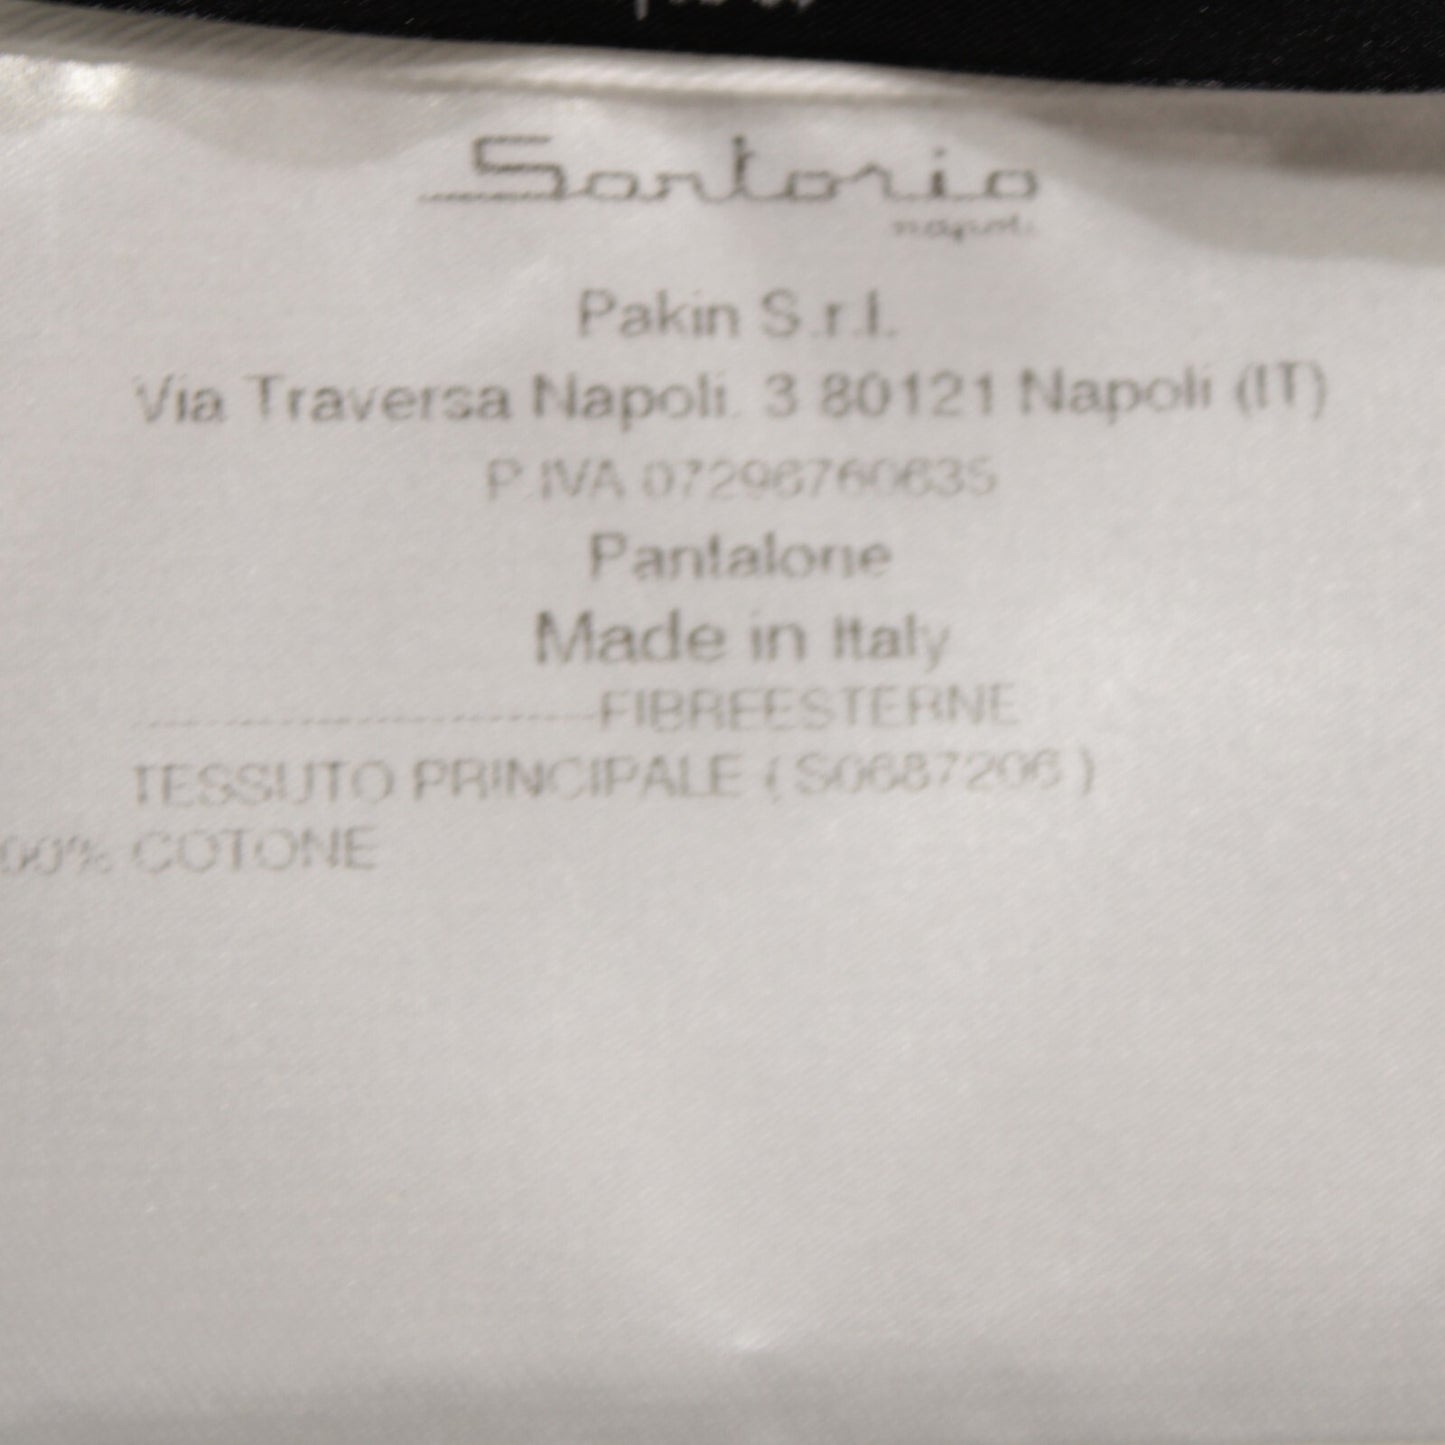 Sartorio
napoli
Pakin S.r.l.
Via Traversa Napoli, 3 80121 Napoli (IT)
P.IVA 07296760635
Pantalone
Made in Italy
-------------------------FIBREESTERNE
TESSUTO PRINCIPALE ( S0687206 )
00% COTONE